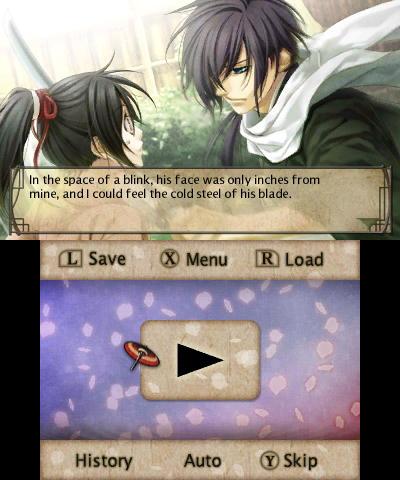 In the space of a blink, his face was only inches from
mine, and I could feel the cold steel of his blade.
L Save X Menu R Load
History Auto Y Skip